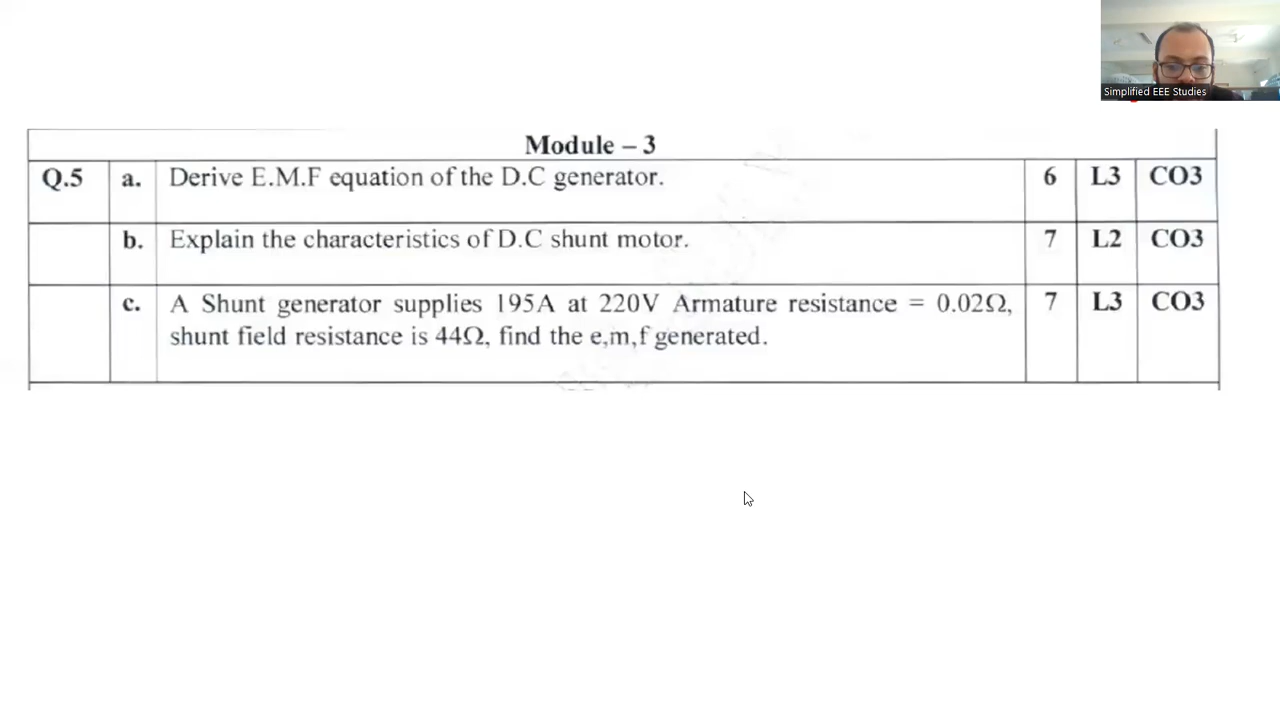 Simplified EEE Studies
Module – 3
Q.5 a. Derive E.M.F equation of the D.C generator. 6 L3 CO3
b. Explain the characteristics of D.C shunt motor. 7 L2 CO3
c. A Shunt generator supplies 195A at 220V Armature resistance = 0.02Ω, 7 L3 CO3
shunt field resistance is 44Ω, find the e,m,f generated.